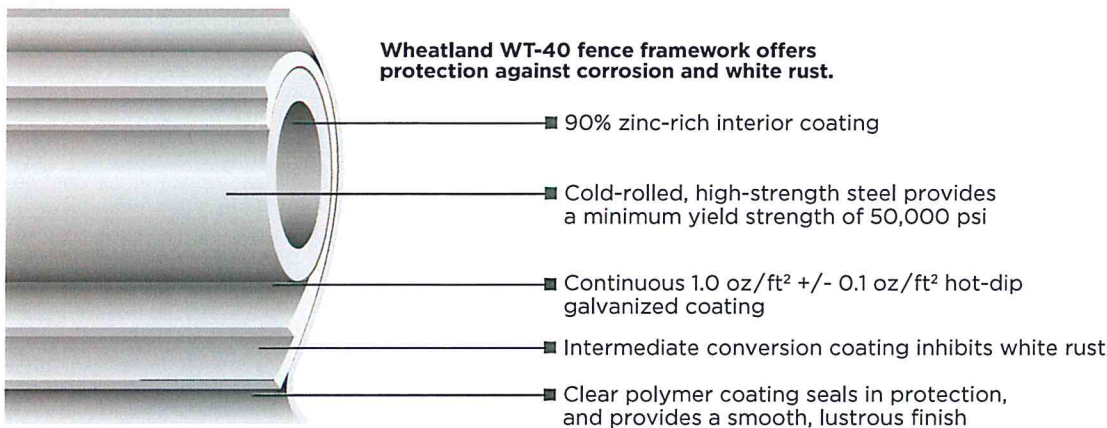 Wheatland WT-40 fence framework offers
protection against corrosion and white rust.
90% zinc-rich interior coating
Cold-rolled, high-strength steel provides
a minimum yield strength of 50,000 psi
Continuous 1.0 oz/ft² +/- 0.1 oz/ft² hot-dip
galvanized coating
Intermediate conversion coating inhibits white rust
Clear polymer coating seals in protection,
and provides a smooth, lustrous finish